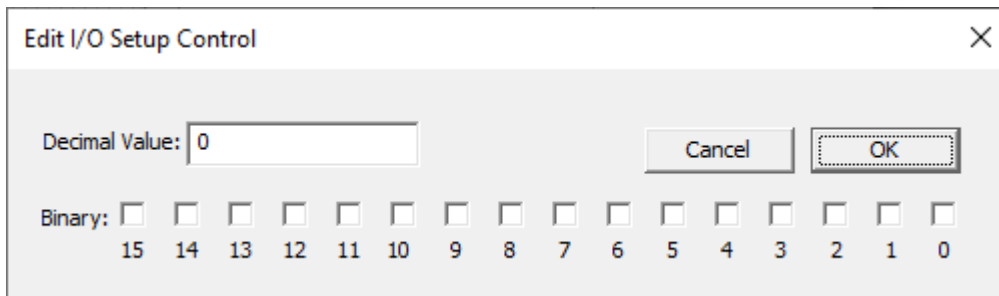 Edit I/O Setup Control
Decimal Value: 0 Cancel OK
Binary:
15 14 13 12 11 10 9 8 7 6 5 4 3 2 1 0